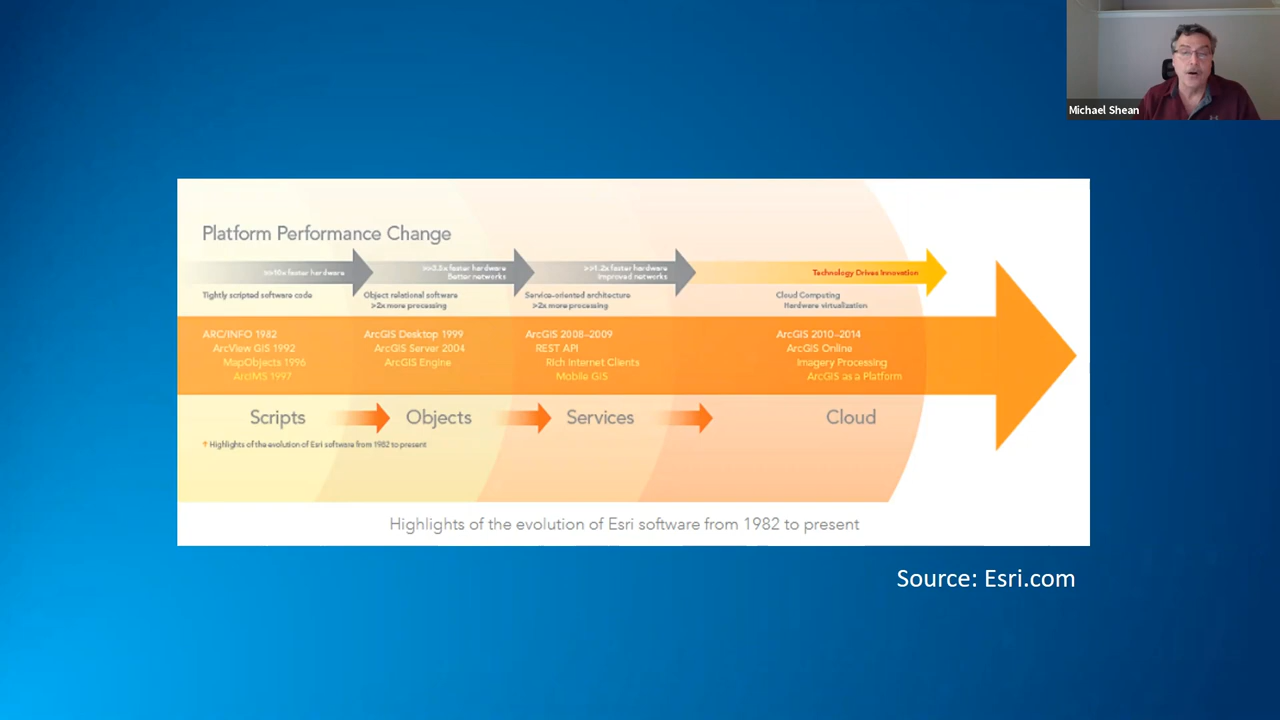 Michael Shean
Platform Performance Change
>>10x faster hardware
>>3.5x faster hardware
Better networks
>>1.2x faster hardware
Improved networks
Technology Drives Innovation
Tightly scripted software code
Object relational software
>2x more processing
Service-oriented architecture
>2x more processing
Cloud Computing
Hardware virtualization
ARC/INFO 1982
ArcView GIS 1992
MapObjects 1996
ArcIMS 1997
ArcGIS Desktop 1999
ArcGIS Server 2004
ArcGIS Engine
ArcGIS 2008–2009
REST API
Rich Internet Clients
Mobile GIS
ArcGIS 2010–2014
ArcGIS Online
Imagery Processing
ArcGIS as a Platform
Scripts
Objects
Services
Cloud
Highlights of the evolution of Esri software from 1982 to present
Highlights of the evolution of Esri software from 1982 to present
Source: Esri.com